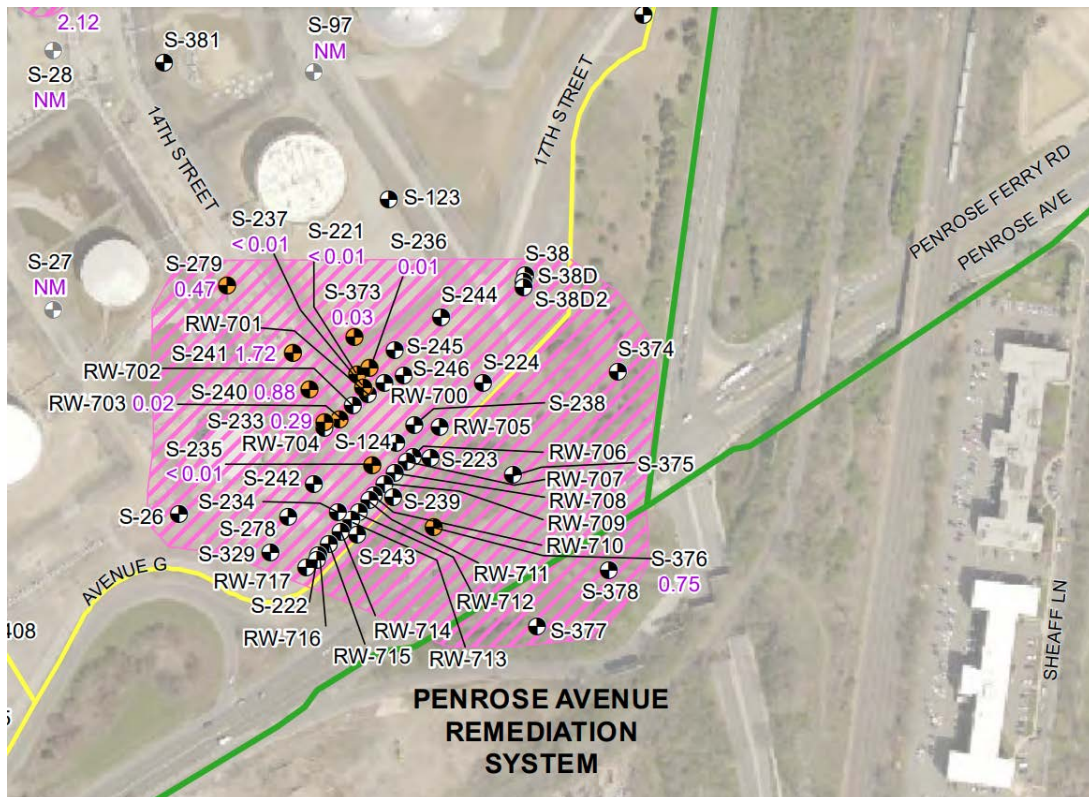 2.12
S-381
S-97
NM
S-28
NM
14TH STREET
17TH STREET
PENROSE FERRY RD
PENROSE AVE
S-123
S-237
<0.01
S-221
<0.01
S-236
0.01
S-27
NM
S-279
0.47
S-38
S-38D
S-38D2
S-373
0.03
S-244
RW-701
S-241 1.72
S-245
S-224
S-374
RW-702
S-246
S-240 0.88
RW-700
RW-703 0.02
S-238
S-233 0.29
RW-705
RW-704
S-124
S-235
<0.01
S-223
RW-706
S-375
S-242
RW-707
RW-708
S-234
S-239
RW-709
S-26
S-278
RW-710
S-376
0.75
S-329
S-243
RW-711
AVENUE G
RW-717
RW-712
S-378
S-222
408
RW-716
RW-714
S-377
RW-715
RW-713
SHEAFF LN
PENROSE AVENUE
REMEDIATION
SYSTEM